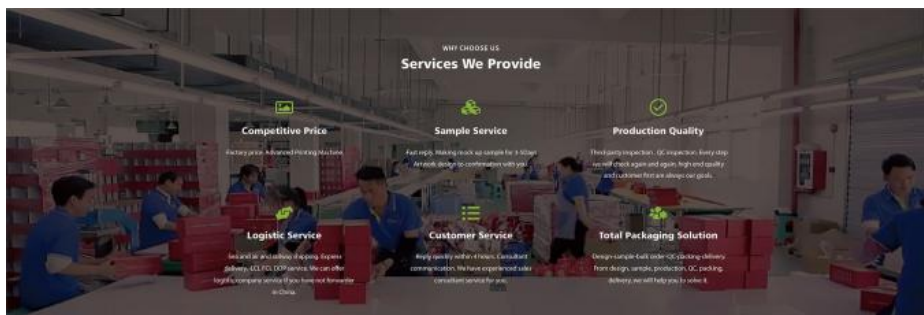 WHY CHOOSE US
Services We Provide
Competitive Price
Factory price. Advanced Printing Machine
Sample Service
Fast reply. Making mock up sample for 3-5Days
Artwork design to confirmation with you.
Production Quality
Third party inspection . QC inspection. Every step
we will check again and again, high end quality
and customer first are always our goals.
Logistic Service
Sea and air and railway shipping. Express
delivery. LCL FCL DDP service. We can offer
logistic company service if you have not forwarder
in China.
Customer Service
Reply quickly within 4 hours. Consultant
communication. We have experienced sales
consultant service for you.
Total Packaging Solution
Design-sample-bulk order-QC-packing-delivery.
From design, sample, production, QC, packing,
delivery, we will help you to solve it.